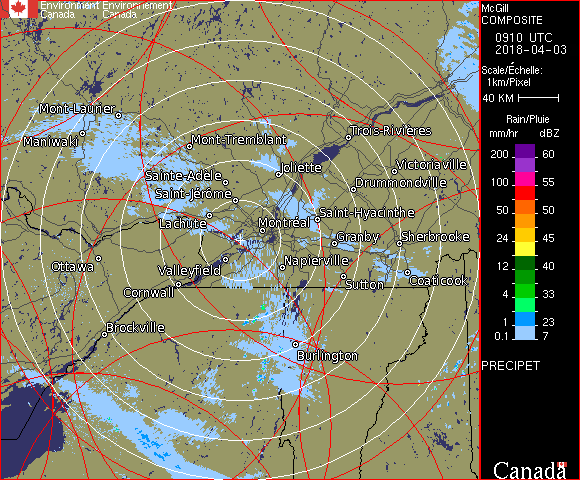 Environment Environnement
Canada Canada
McGill
COMPOSITE
0910 UTC
2018-04-03
Scale/Échelle:
1km/Pixel
40 KM
Rain/Pluie
mm/hr dBZ
200 60
100 55
50 50
24 45
12 40
4 33
1 23
0.1 7
PRECIPET
Canada
Mont-Laurier
Maniwaki
Mont-Tremblant
Trois-Rivières
Joliette
Victoriaville
Sainte-Adèle
Drummondville
Saint-Jérôme
Saint-Hyacinthe
Lachute
Montréal
Granby
Sherbrooke
Ottawa
Valleyfield
Napierville
Coaticook
Cornwall
Sutton
Brockville
Burlington